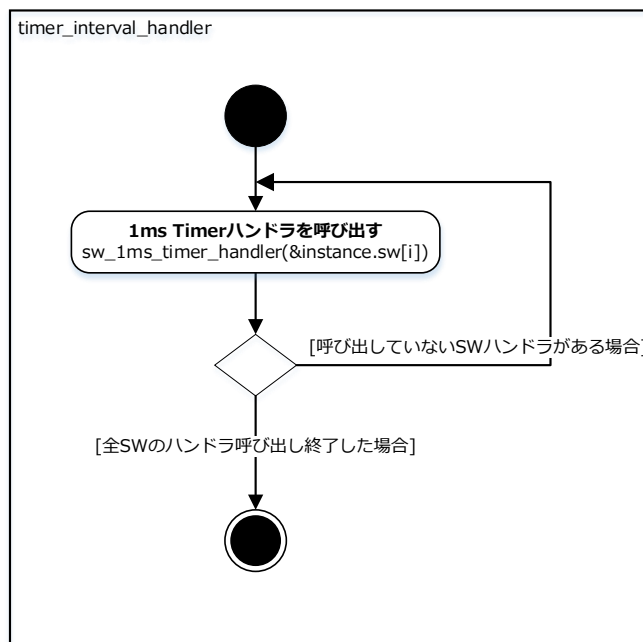 timer_interval_handler
1ms Timerハンドラを呼び出す
sw_1ms_timer_handler(&instance.sw[i])
[呼び出していないSWハンドラがある場合]
[全SWのハンドラ呼び出し終了した場合]